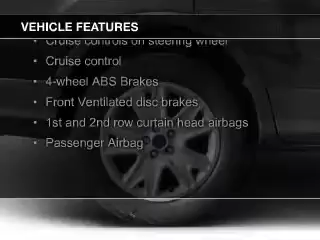 VEHICLE FEATURES
• Cruise controls on steering wheel
• Cruise control
• 4-wheel ABS Brakes
• Front Ventilated disc brakes
• 1st and 2nd row curtain head airbags
• Passenger Airbag